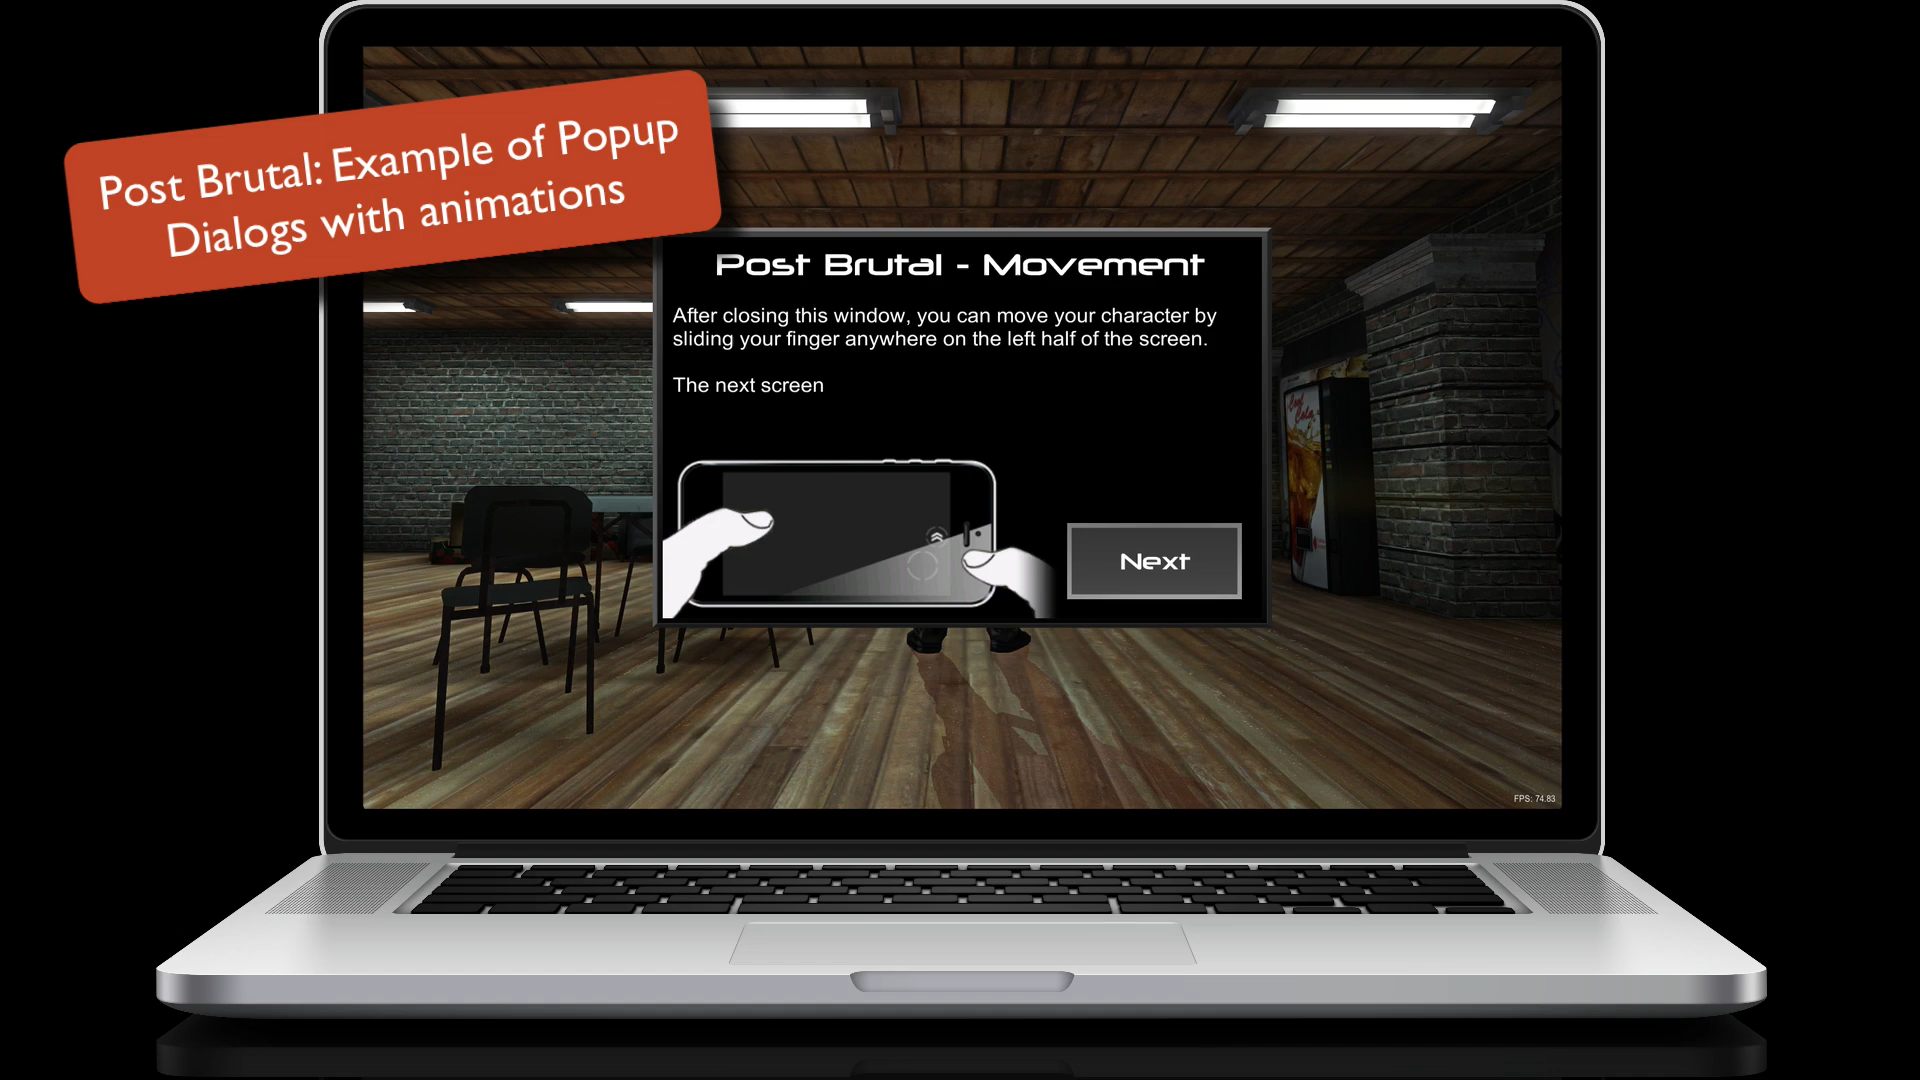 Post Brutal: Example of Popup
Dialogs with animations
Post Brutal - Movement
After closing this window, you can move your character by
sliding your finger anywhere on the left half of the screen.
The next screen
Next
FPS: 74.83